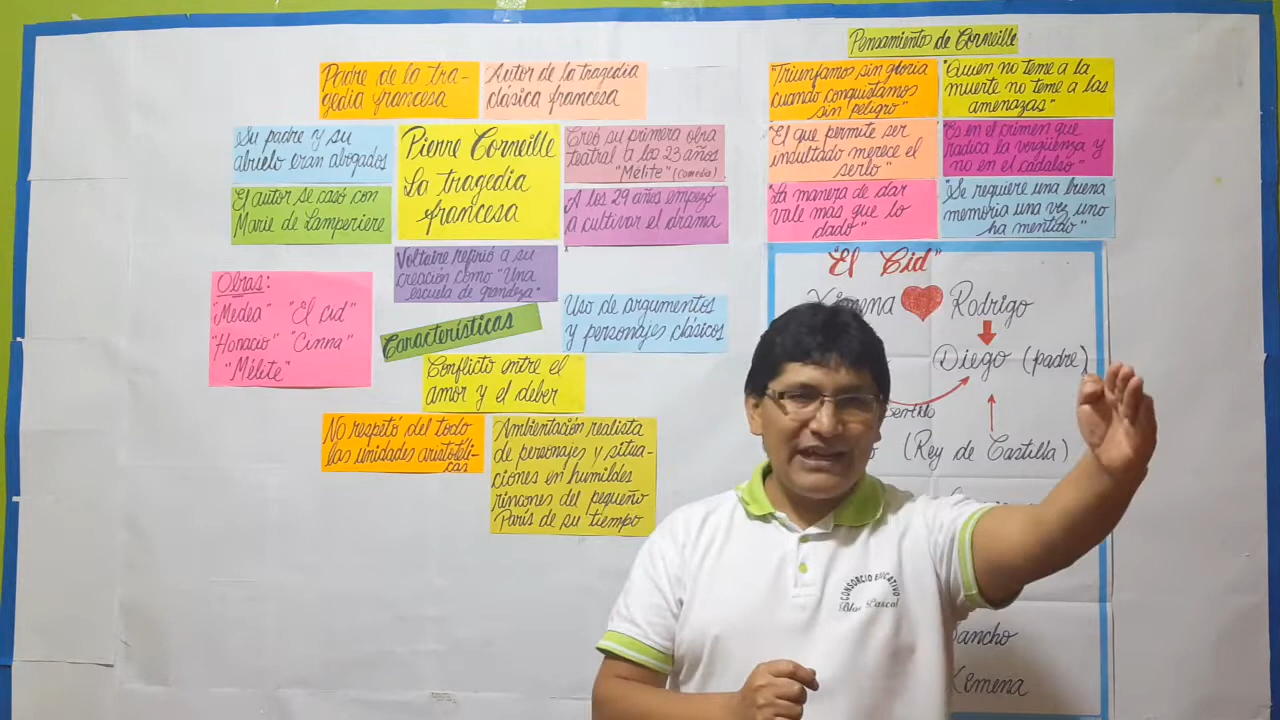 Padre de la tra-
gedia francesa
Autor de la tragedia
clásica francesa
Su padre y su
abuelo eran abogados
Pierre Corneille
La tragedia
francesa
Creó su primera obra
teatral a los 23 años
"Mélite" (comedia)
El autor se casó con
Marie de Lamperiere
A los 29 años empezó
a cultivar el drama
Voltaire refirió a su
creación como "Una
escuela de grandeza"
Obras:
"Medea" "El cid"
"Horacio" "Cinna"
"Mélite"
Características
Uso de argumentos
y personajes clásicos
Conflicto entre el
amor y el deber
No respetó del todo
las unidades aristotéli-
cas
Ambientación realista
de personajes y situa-
ciones en humildes
rincones del pequeño
París de su tiempo
Pensamiento de Corneille
"Triunfamos sin gloria
cuando conquistamos
sin peligro"
"Quien no teme a la
muerte no teme a las
amenazas"
"El que permite ser
insultado merece el
serlo"
"Es en el crimen que
radica la vergüenza y
no en el cadalso"
"La manera de dar
vale mas que lo
dado"
"Se requiere una buena
memoria una vez uno
ha mentido"
"El Cid"
Ximena Rodrigo
Diego (padre)
(Rey de Castilla)
CONSORCIO EDUCATIVO
Blas Pascal
ancho
Ximena